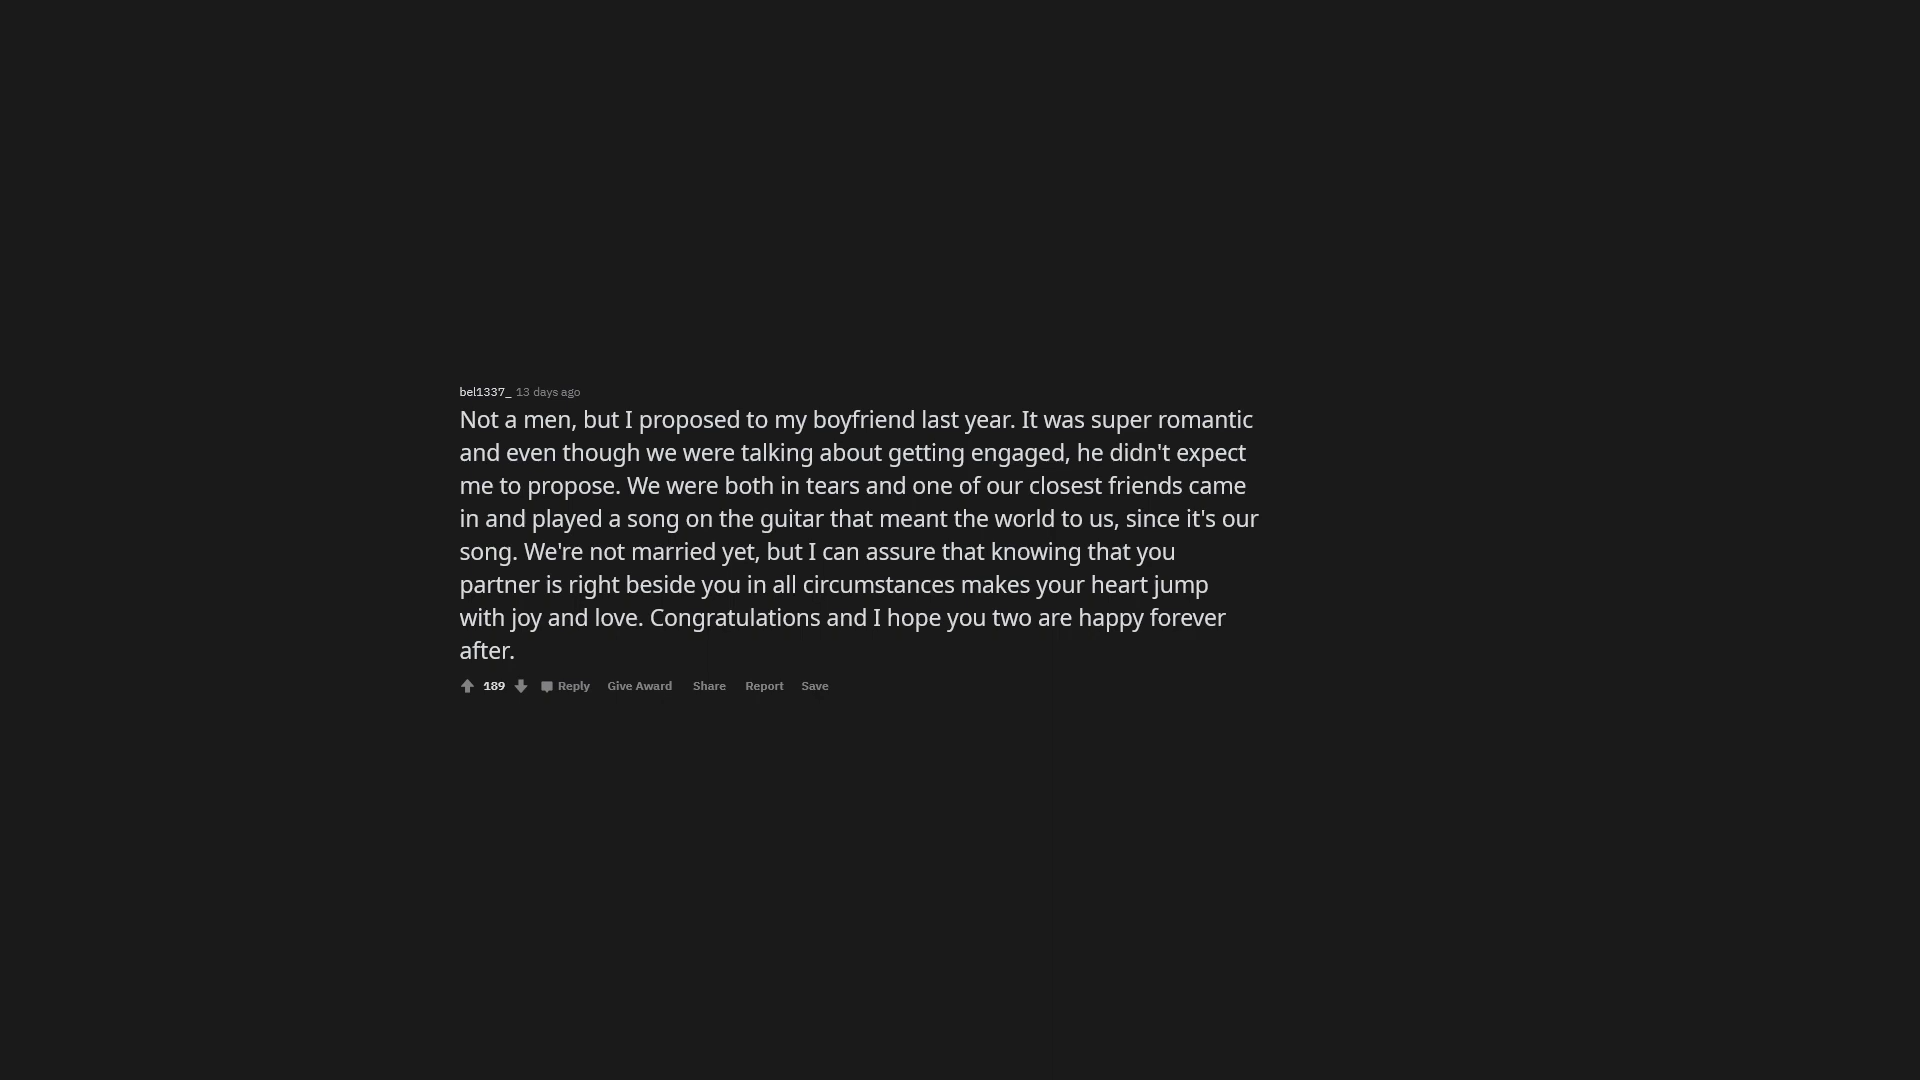 bel1337_ 13 days ago
Not a men, but I proposed to my boyfriend last year. It was super romantic
and even though we were talking about getting engaged, he didn't expect
me to propose. We were both in tears and one of our closest friends came
in and played a song on the guitar that meant the world to us, since it's our
song. We're not married yet, but I can assure that knowing that you
partner is right beside you in all circumstances makes your heart jump
with joy and love. Congratulations and I hope you two are happy forever
after.
189 Reply Give Award Share Report Save